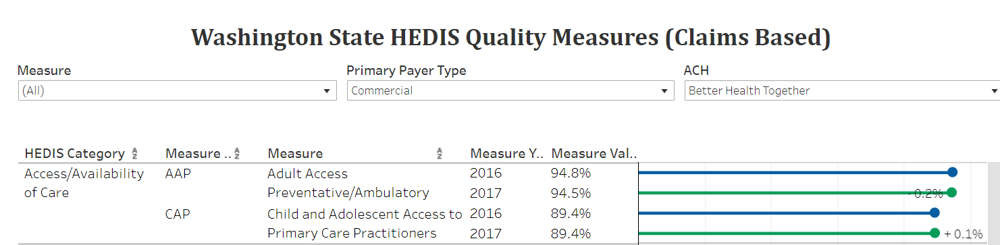 Washington State HEDIS Quality Measures (Claims Based)
Measure Primary Payer Type ACH
(All) Commercial Better Health Together
HEDIS Category Measure .. Measure Measure Y.. Measure Val..
Access/Availability AAP Adult Access 2016 94.8%
of Care Preventative/Ambulatory 2017 94.5% - 0.2%
CAP Child and Adolescent Access to 2016 89.4%
Primary Care Practitioners 2017 89.4% + 0.1%